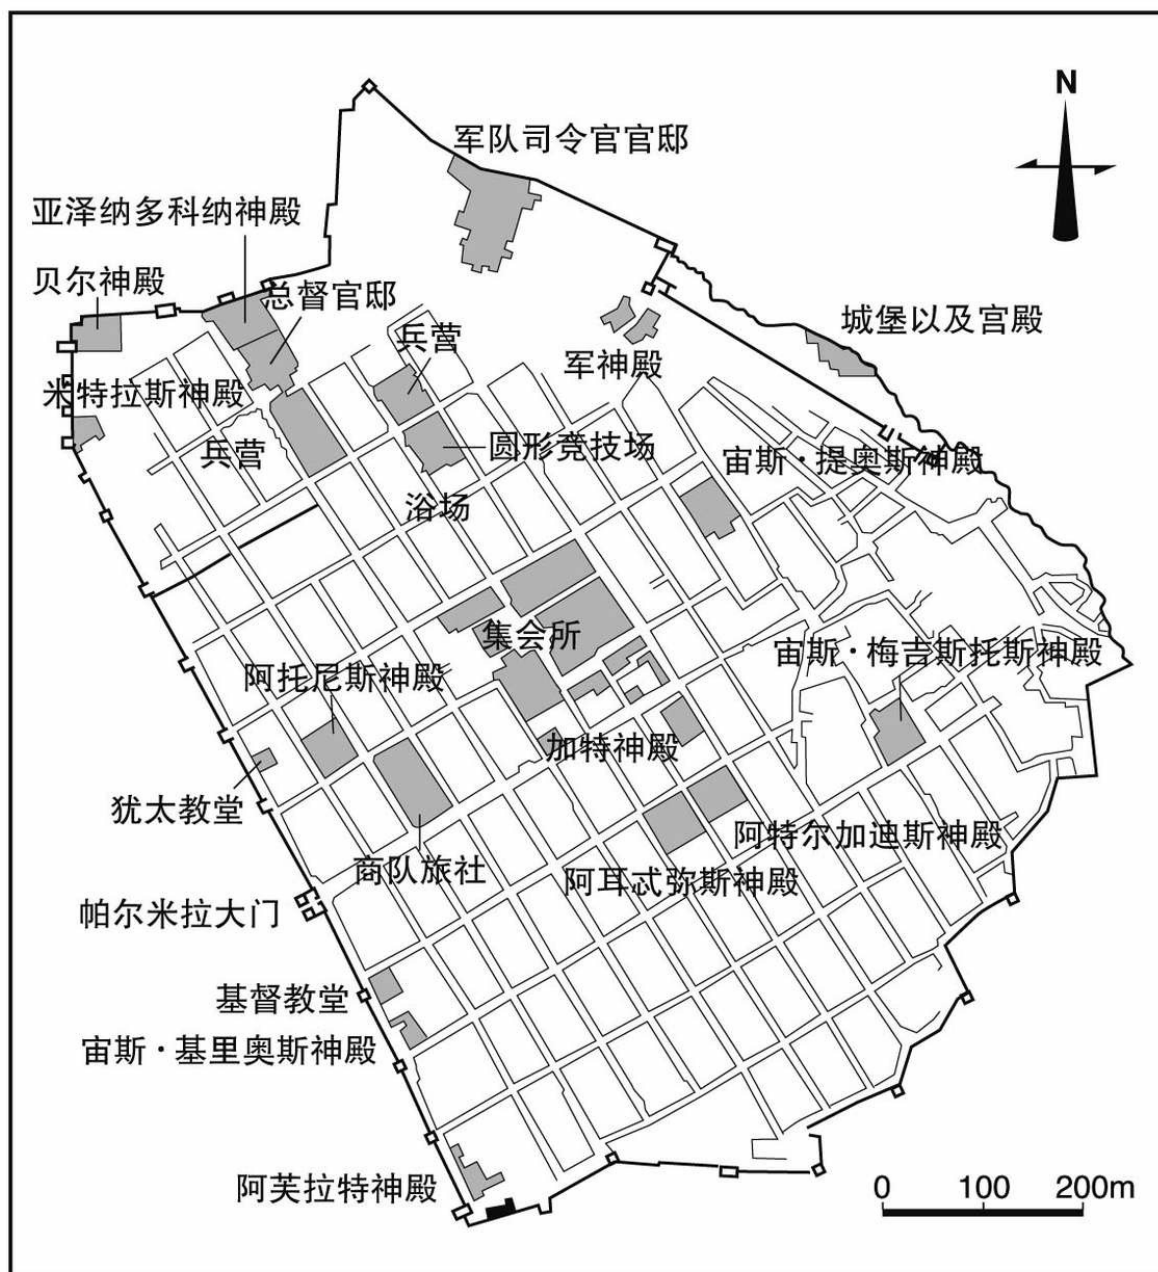 N
军队司令官官邸
亚泽纳多科纳神殿
贝尔神殿
总督官邸
城堡以及宫殿
兵营
军神殿
米特拉斯神殿
兵营
圆形竞技场
宙斯·提奥斯神殿
浴场
集会所
宙斯·梅吉斯托斯神殿
阿托尼斯神殿
加特神殿
犹太教堂
阿特尔加迪斯神殿
商队旅社
阿耳忒弥斯神殿
帕尔米拉大门
基督教堂
宙斯·基里奥斯神殿
阿芙拉特神殿
0 100 200m